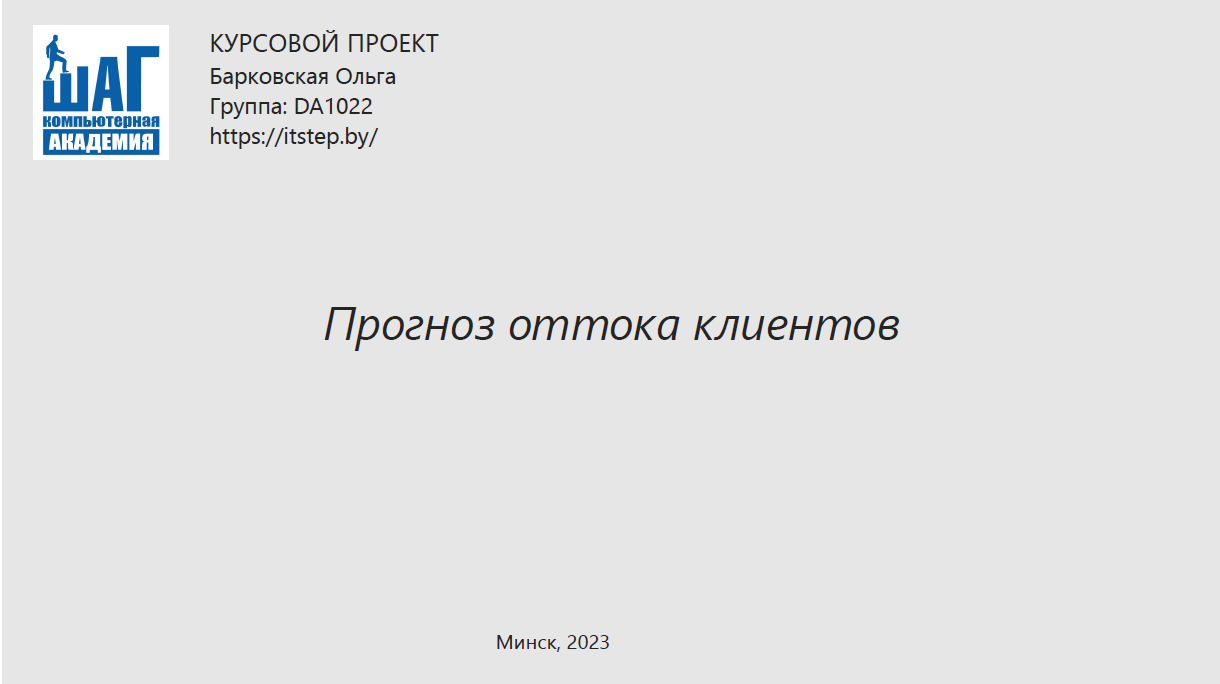 ШАГ
КОМПЬЮТЕРНАЯ
АКАДЕМИЯ
КУРСОВОЙ ПРОЕКТ
Барковская Ольга
Группа: DA1022
https://itstep.by/
Прогноз оттока клиентов
Минск, 2023